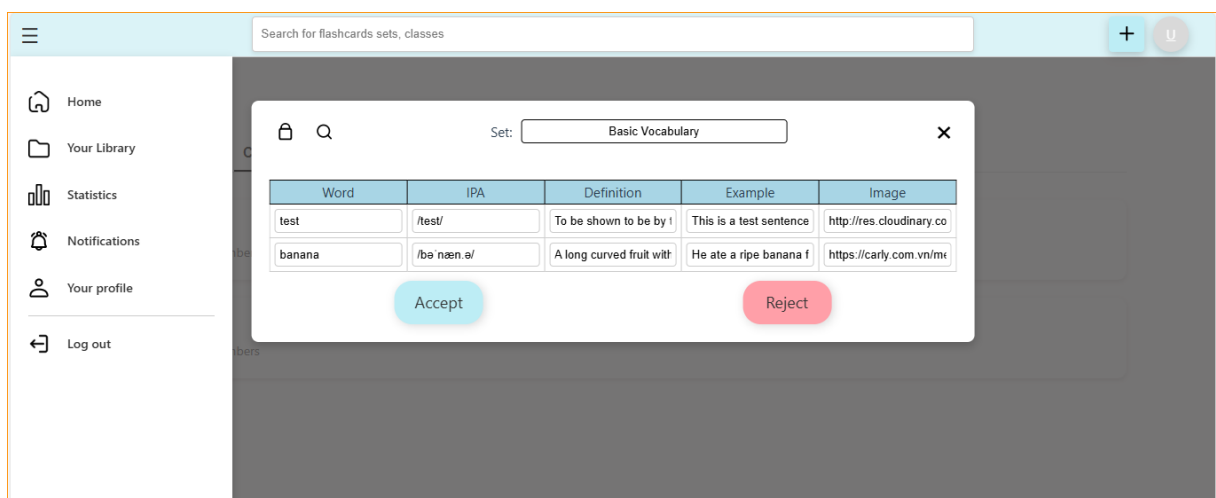 Search for flashcards sets, classes
+ U
Home
Your Library
Statistics
Notifications
Your profile
Log out
Set: Basic Vocabulary
Word IPA Definition Example Image
test /test/ To be shown to be by This is a test sentence http://res.cloudinary.co
banana /bəˈnæn.ə/ A long curved fruit with He ate a ripe banana f https://carly.com.vn/me
Accept Reject